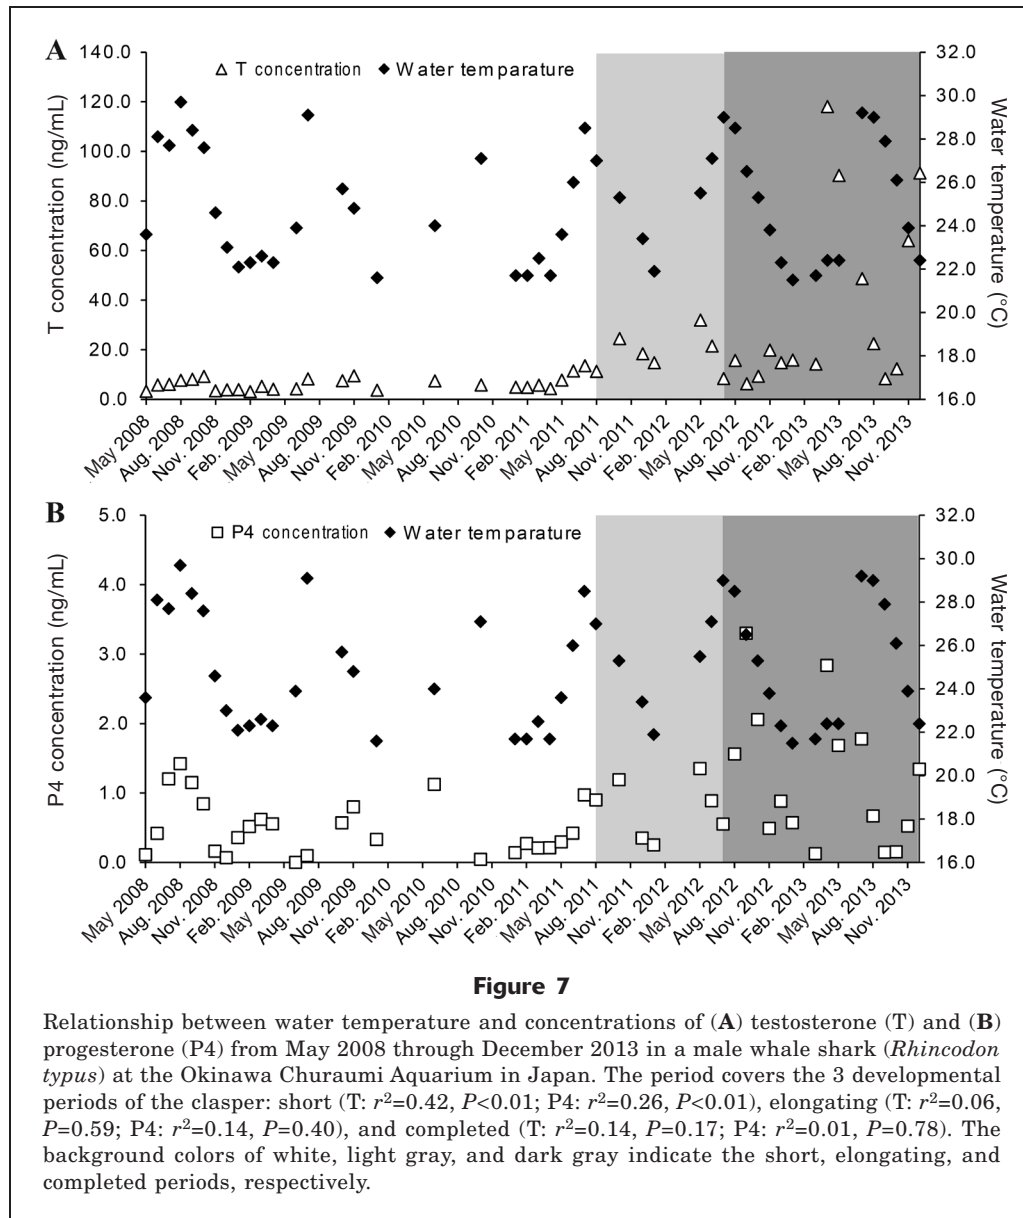 A
140.0
120.0
100.0
80.0
60.0
40.0
20.0
0.0
T concentration (ng/mL)
T concentration
Water temparature
32.0
30.0
28.0
26.0
24.0
22.0
20.0
18.0
16.0
Water temperature (°C)
May 2008
Aug. 2008
Nov. 2008
Feb. 2009
May 2009
Aug. 2009
Nov. 2009
Feb. 2010
May 2010
Aug. 2010
Nov. 2010
Feb. 2011
May 2011
Aug. 2011
Nov. 2011
Feb. 2012
May 2012
Aug. 2012
Nov. 2012
Feb. 2013
May 2013
Aug. 2013
Nov. 2013
B
5.0
4.0
3.0
2.0
1.0
0.0
P4 concentration (ng/mL)
P4 concentration
Water temparature
32.0
30.0
28.0
26.0
24.0
22.0
20.0
18.0
16.0
Water temperature (°C)
May 2008
Aug. 2008
Nov. 2008
Feb. 2009
May 2009
Aug. 2009
Nov. 2009
Feb. 2010
May 2010
Aug. 2010
Nov. 2010
Feb. 2011
May 2011
Aug. 2011
Nov. 2011
Feb. 2012
May 2012
Aug. 2012
Nov. 2012
Feb. 2013
May 2013
Aug. 2013
Nov. 2013
Figure 7
Relationship between water temperature and concentrations of (A) testosterone (T) and (B)
progesterone (P4) from May 2008 through December 2013 in a male whale shark (Rhincodon
typus) at the Okinawa Churaumi Aquarium in Japan. The period covers the 3 developmental
periods of the clasper: short (T: r²=0.42, P<0.01; P4: r²=0.26, P<0.01), elongating (T: r²=0.06,
P=0.59; P4: r²=0.14, P=0.40), and completed (T: r²=0.14, P=0.17; P4: r²=0.01, P=0.78). The
background colors of white, light gray, and dark gray indicate the short, elongating, and
completed periods, respectively.